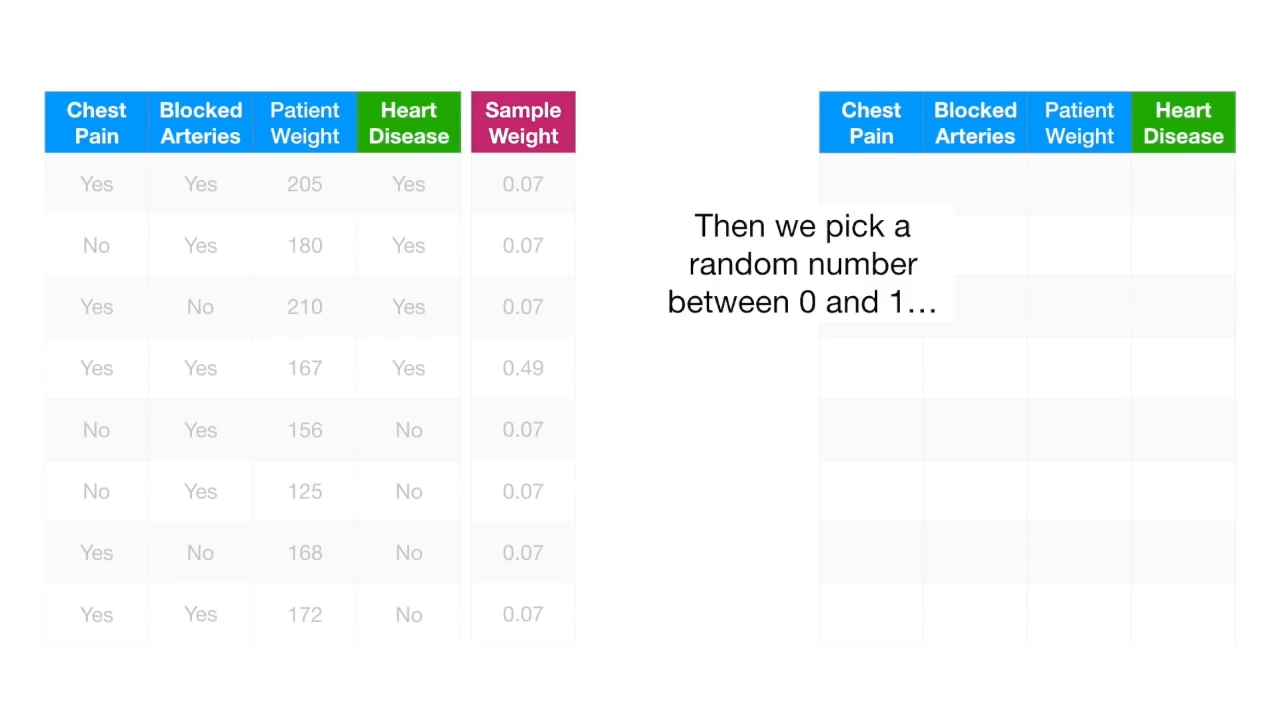 Chest Pain Blocked Arteries Patient Weight Heart Disease Sample Weight
Yes Yes 205 Yes 0.07
No Yes 180 Yes 0.07
Yes No 210 Yes 0.07
Yes Yes 167 Yes 0.49
No Yes 156 No 0.07
No Yes 125 No 0.07
Yes No 168 No 0.07
Yes Yes 172 No 0.07
Then we pick a
random number
between 0 and 1…
Chest Pain Blocked Arteries Patient Weight Heart Disease